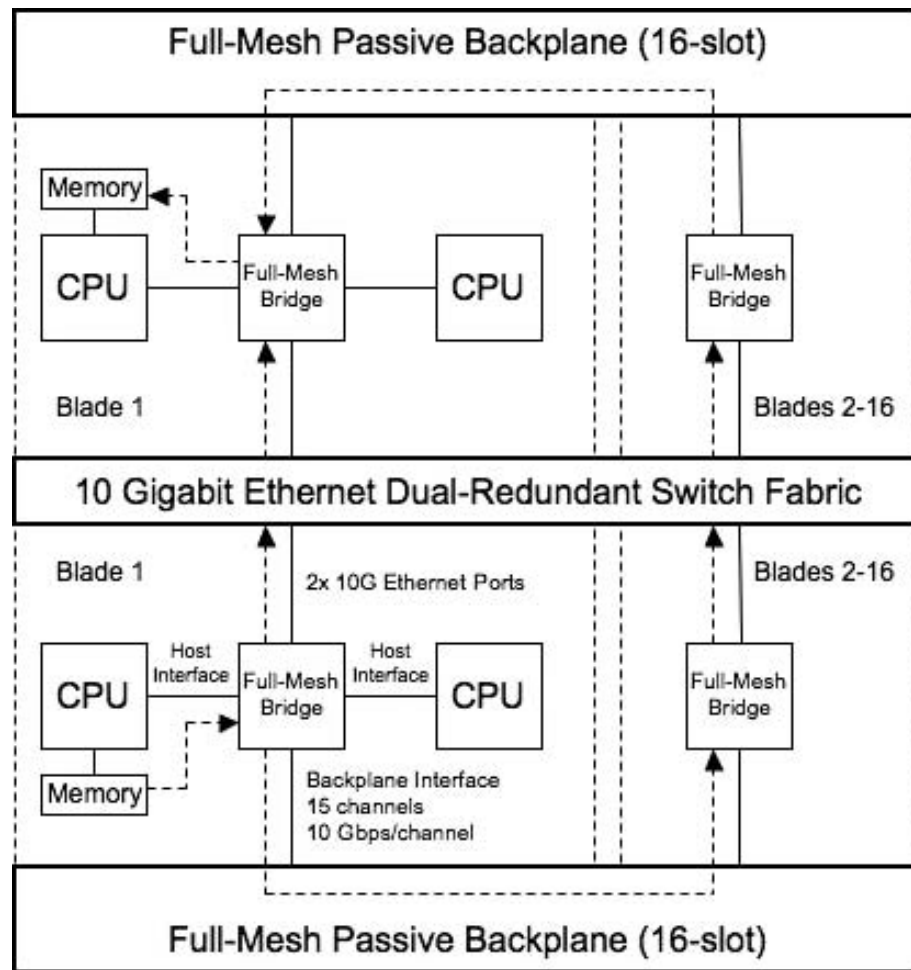 Full-Mesh Passive Backplane (16-slot)
Memory
CPU
Full-Mesh
Bridge
CPU
Full-Mesh
Bridge
Blade 1
Blades 2-16
10 Gigabit Ethernet Dual-Redundant Switch Fabric
Blade 1
2x 10G Ethernet Ports
Blades 2-16
CPU
Host
Interface
Full-Mesh
Bridge
Host
Interface
CPU
Full-Mesh
Bridge
Memory
Backplane Interface
15 channels
10 Gbps/channel
Full-Mesh Passive Backplane (16-slot)